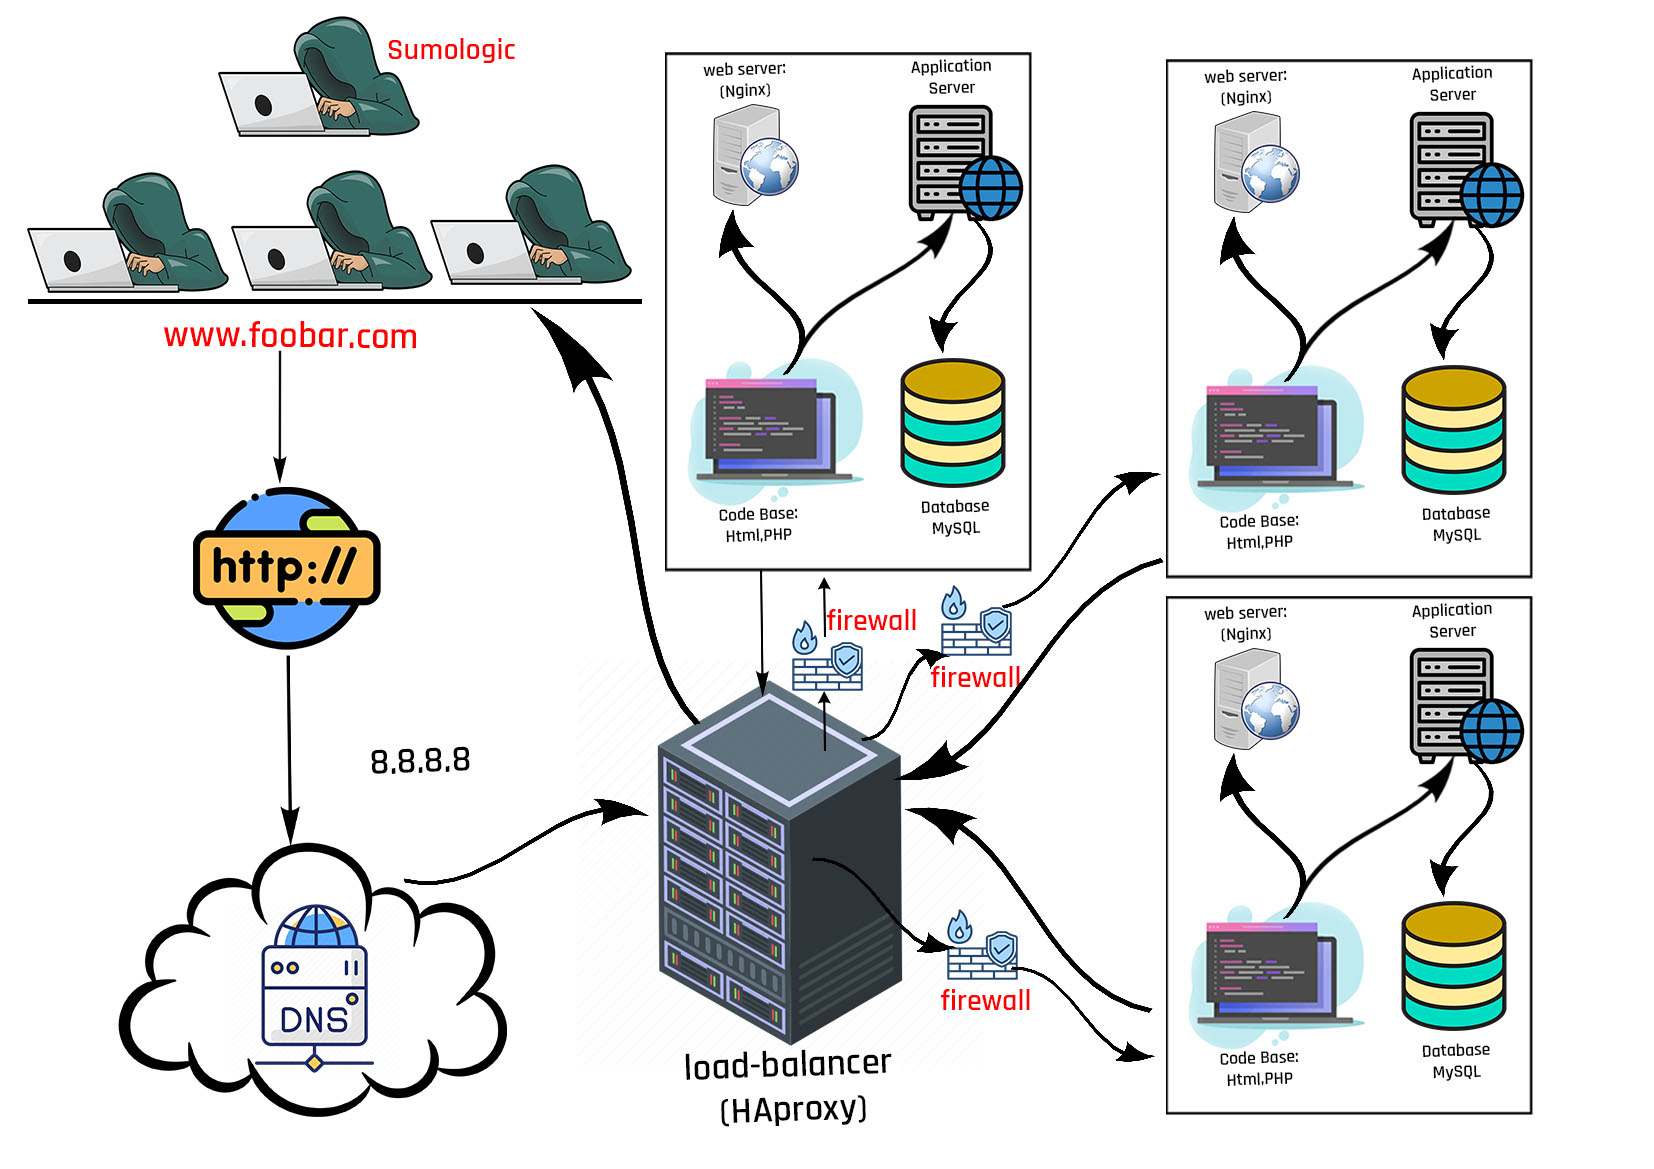 Sumologic
www.foobar.com
http://
8.8.8.8
DNS
load-balancer
(HAproxy)
web server:
(Nginx)
Application
Server
Code Base:
Html,PHP
Database
MySQL
firewall
firewall
firewall
web server:
(Nginx)
Application
Server
Code Base:
Html,PHP
Database
MySQL
web server:
(Nginx)
Application
Server
Code Base:
Html,PHP
Database
MySQL